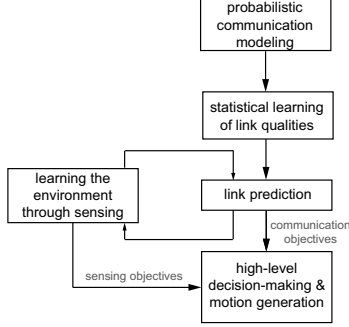 probabilistic
communication
modeling
statistical learning
of link qualities
learning the
environment
through sensing
link prediction
communication
objectives
sensing objectives
high-level
decision-making &
motion generation